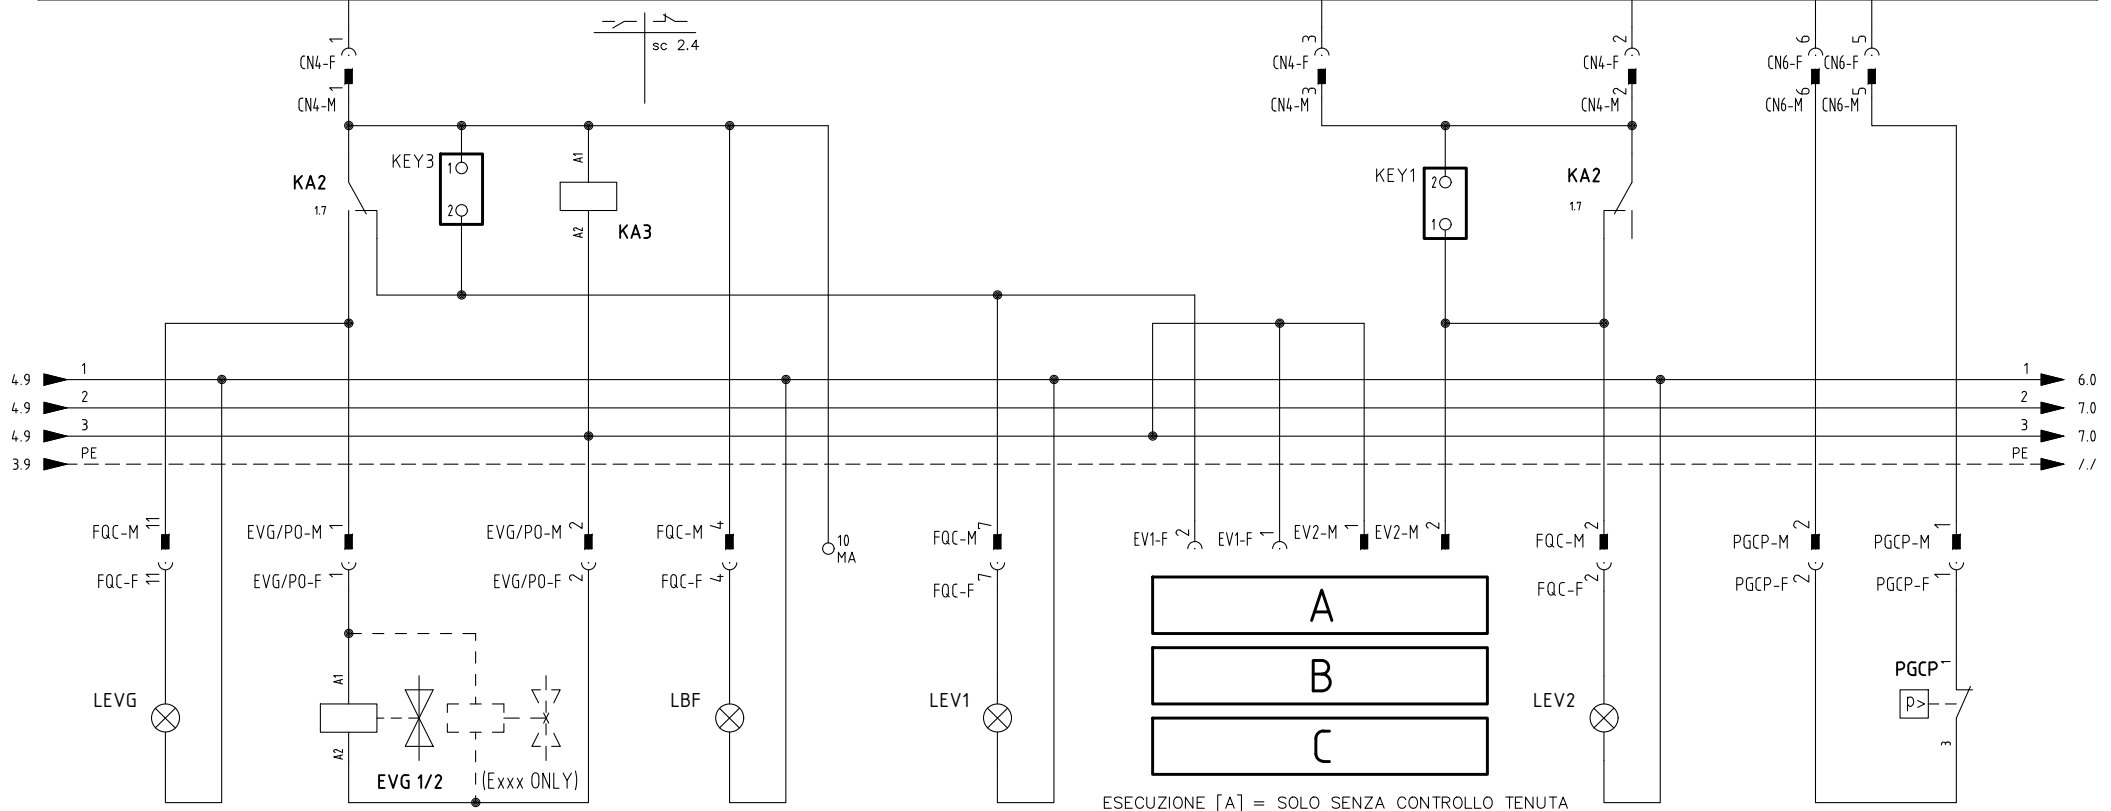 sc 2.4
1
CN4-F
1
CN4-M
3
CN4-F
3
CN4-M
2
CN4-F
2
CN4-M
6
CN6-F
6
CN6-M
5
CN6-F
5
CN6-M
KA2
1.7
KEY3
1
2
A1
A2
KA3
KEY1
2
1
KA2
1.7
4.9 1 1 6.0
4.9 2 2 7.0
4.9 3 3 7.0
3.9 PE PE /./
FQC-M 11
FQC-F 11
EVG/PO-M 1
EVG/PO-F 1
EVG/PO-M 2
EVG/PO-F 2
FQC-M 4
FQC-F 4
10
MA
FQC-M 7
FQC-F 7
EV1-F 2
EV1-F 1
EV2-M 1
EV2-M 2
FQC-M 2
FQC-F 2
PGCP-M 2
PGCP-F 2
PGCP-M 1
PGCP-F 1
A
B
C
LEVG
A1
A2
EVG 1/2
(Exxx ONLY)
LBF
LEV1
LEV2
PGCP
1
p>
3
ESECUZIONE [A] = SOLO SENZA CONTROLLO TENUTA